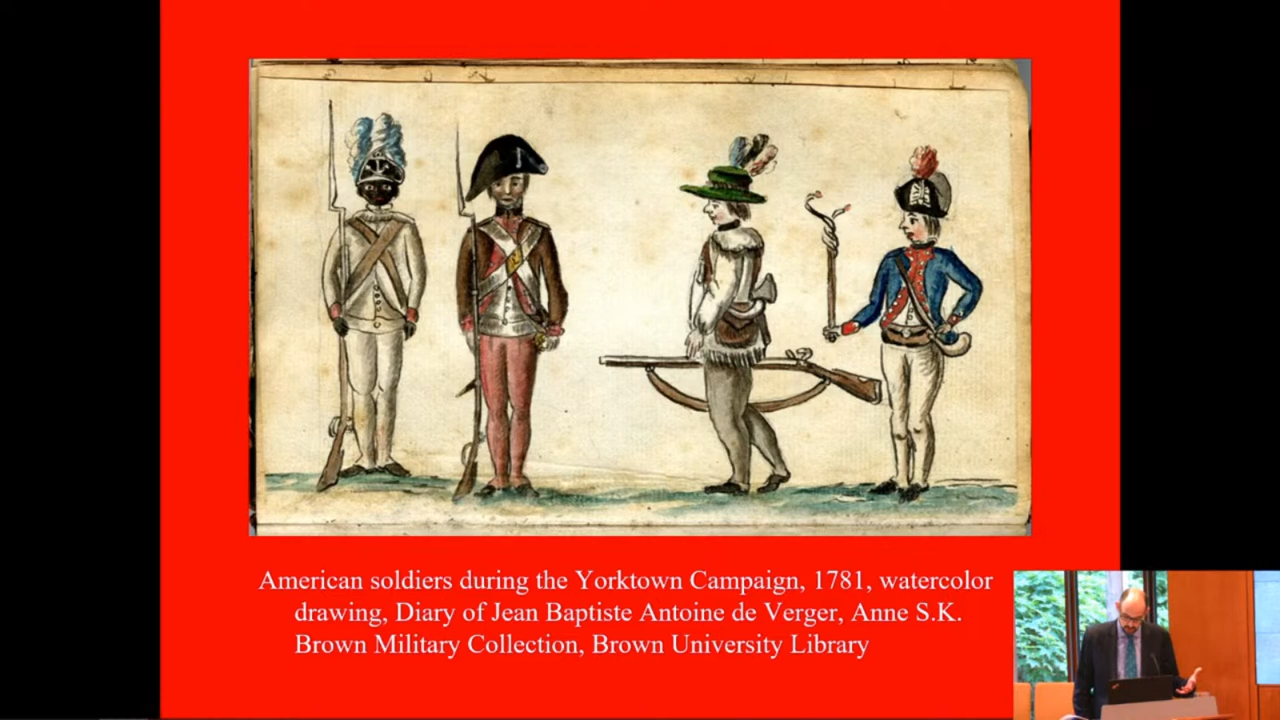 American soldiers during the Yorktown Campaign, 1781, watercolor
drawing, Diary of Jean Baptiste Antoine de Verger, Anne S.K.
Brown Military Collection, Brown University Library